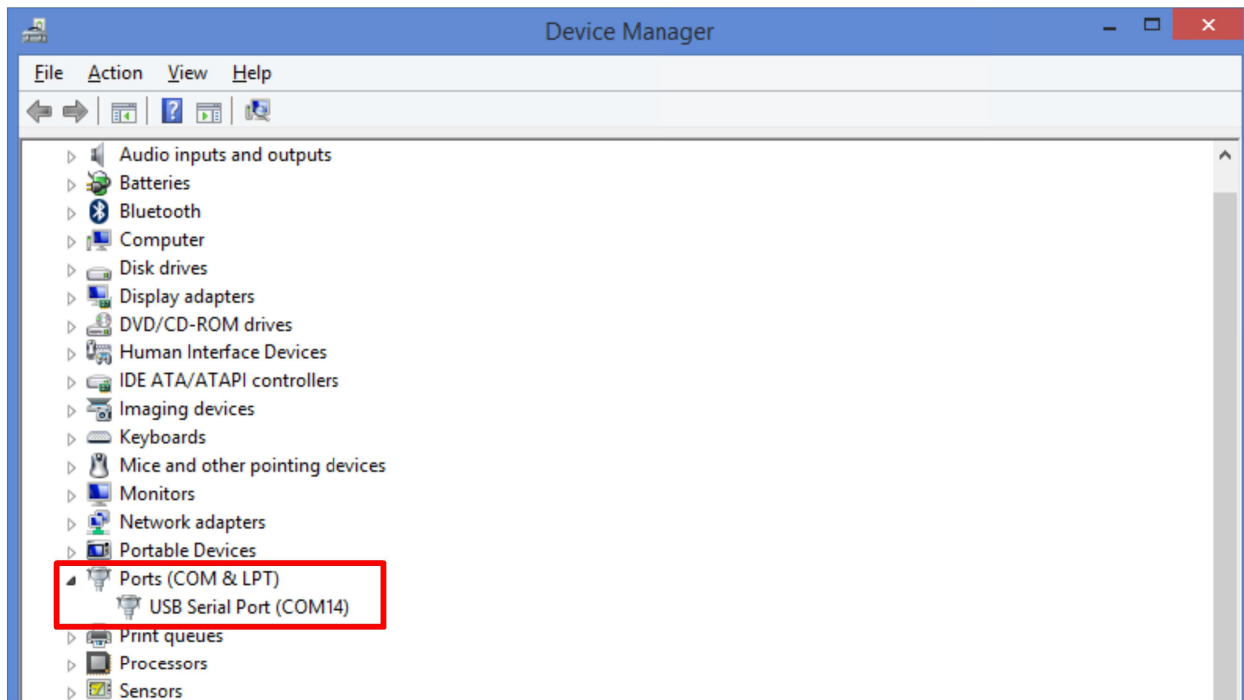 Device Manager
File Action View Help
Audio inputs and outputs
Batteries
Bluetooth
Computer
Disk drives
Display adapters
DVD/CD-ROM drives
Human Interface Devices
IDE ATA/ATAPI controllers
Imaging devices
Keyboards
Mice and other pointing devices
Monitors
Network adapters
Portable Devices
Ports (COM & LPT)
USB Serial Port (COM14)
Print queues
Processors
Sensors